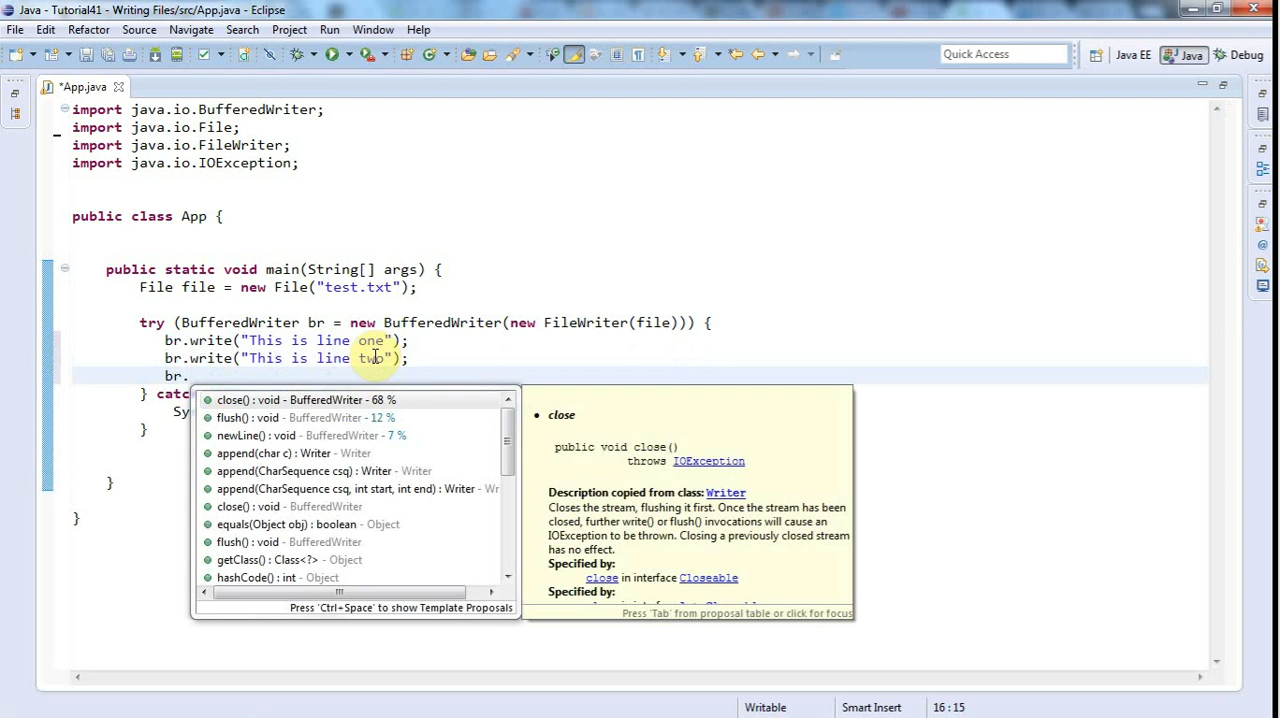 Java - Tutorial41 - Writing Files/src/App.java - Eclipse
File Edit Refactor Source Navigate Search Project Run Window Help
Quick Access Java EE Java Debug
*App.java
import java.io.BufferedWriter;
import java.io.File;
import java.io.FileWriter;
import java.io.IOException;
public class App {
public static void main(String[] args) {
File file = new File("test.txt");
try (BufferedWriter br = new BufferedWriter(new FileWriter(file))) {
br.write("This is line one");
br.write("This is line two");
br.
} catc
Sy
}
}
}
close() : void - BufferedWriter - 68 %
flush() : void - BufferedWriter - 12 %
newLine() : void - BufferedWriter - 7 %
append(char c) : Writer - Writer
append(CharSequence csq) : Writer - Writer
append(CharSequence csq, int start, int end) : Writer - Wr
close() : void - BufferedWriter
equals(Object obj) : boolean - Object
flush() : void - BufferedWriter
getClass() : Class<?> - Object
hashCode() : int - Object
Press 'Ctrl+Space' to show Template Proposals
close
public void close()
throws IOException
Description copied from class: Writer
Closes the stream, flushing it first. Once the stream has been
closed, further write() or flush() invocations will cause an
IOException to be thrown. Closing a previously closed stream
has no effect.
Specified by:
close in interface Closeable
Specified by:
Press 'Tab' from proposal table or click for focus
Writable Smart Insert 16 : 15